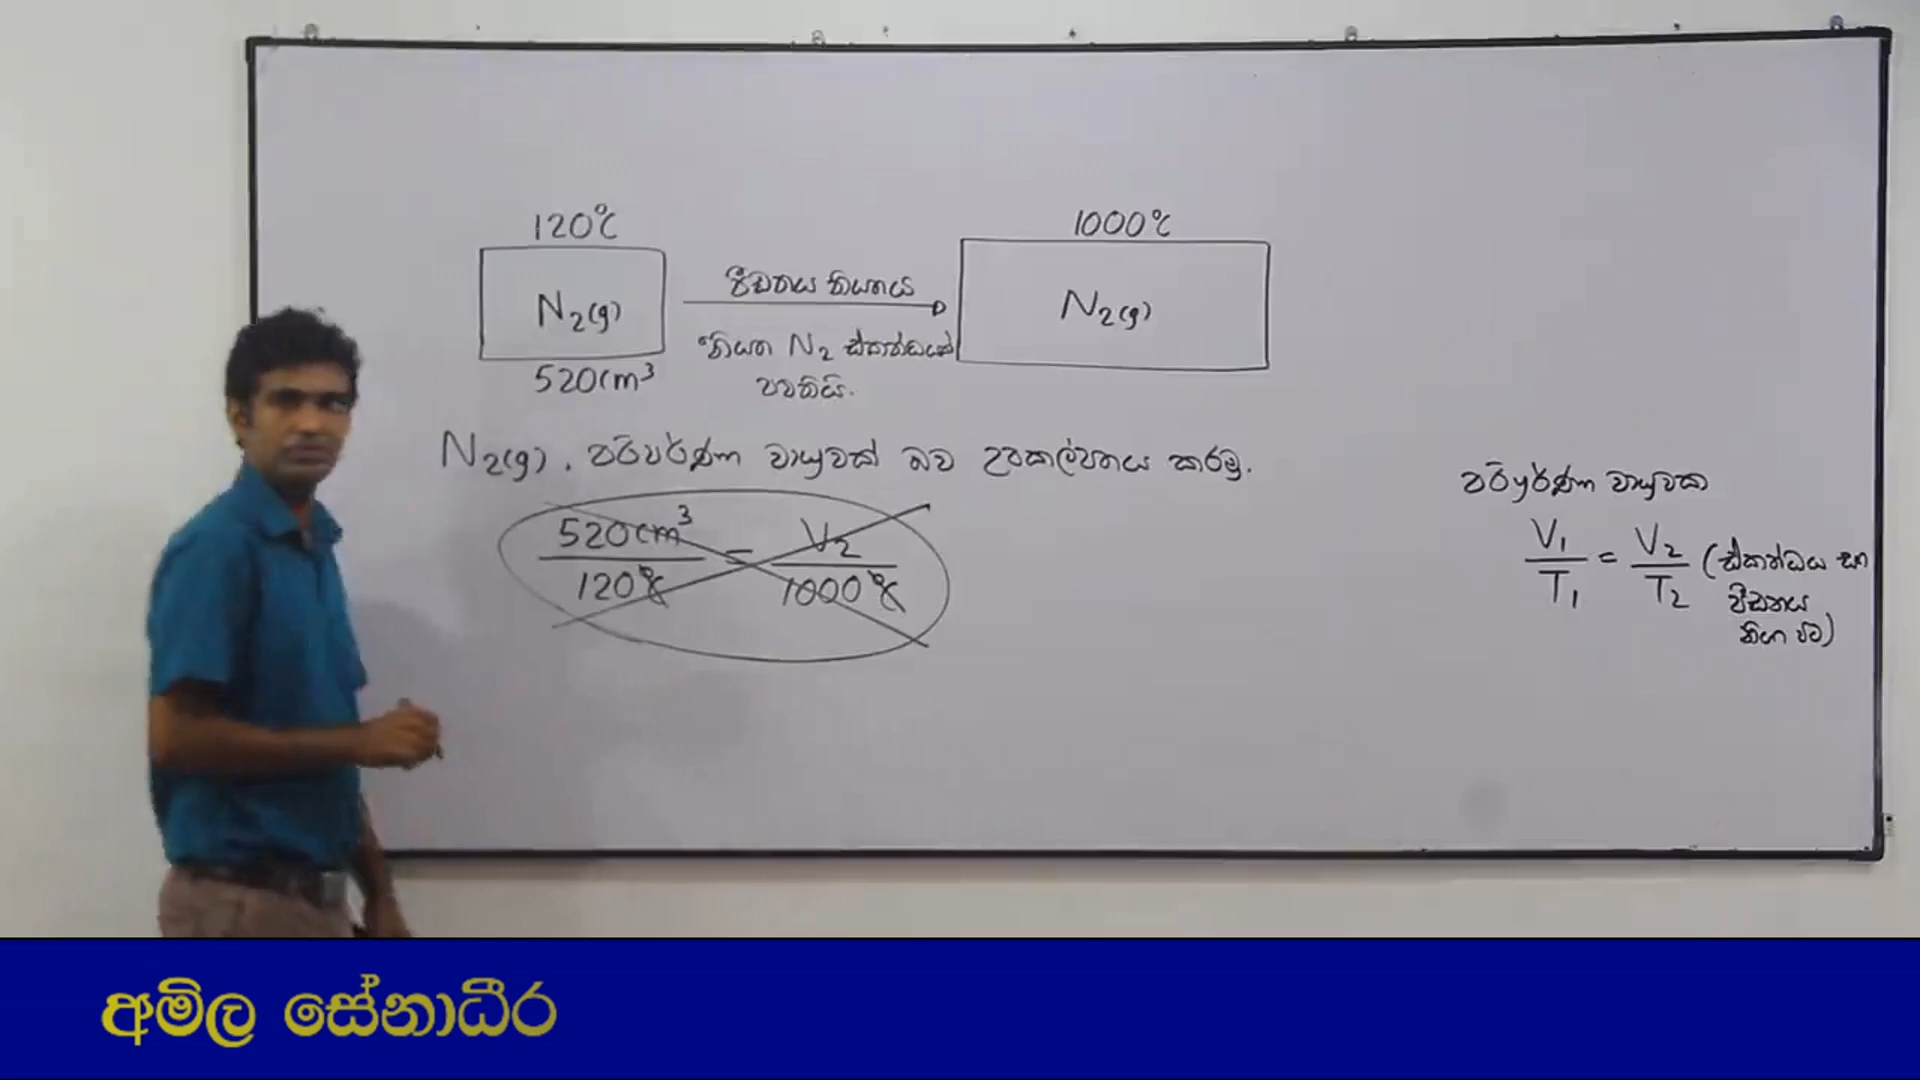 120°C
N₂(g)
520cm³
පීඩනය නියතය
නියත N₂ ස්කන්ධයක්
පවතියි.
1000°C
N₂(g)
N₂(g), පරිපූර්ණ වායුවක් බව උපකල්පනය කරමු.
520cm³/120°C = V₂/1000°C
පරිපූර්ණ වායුවක
V₁/T₁ = V₂/T₂ (ස්කන්ධය හා
පීඩනය
නියත විට)
අමිල සේනාධීර